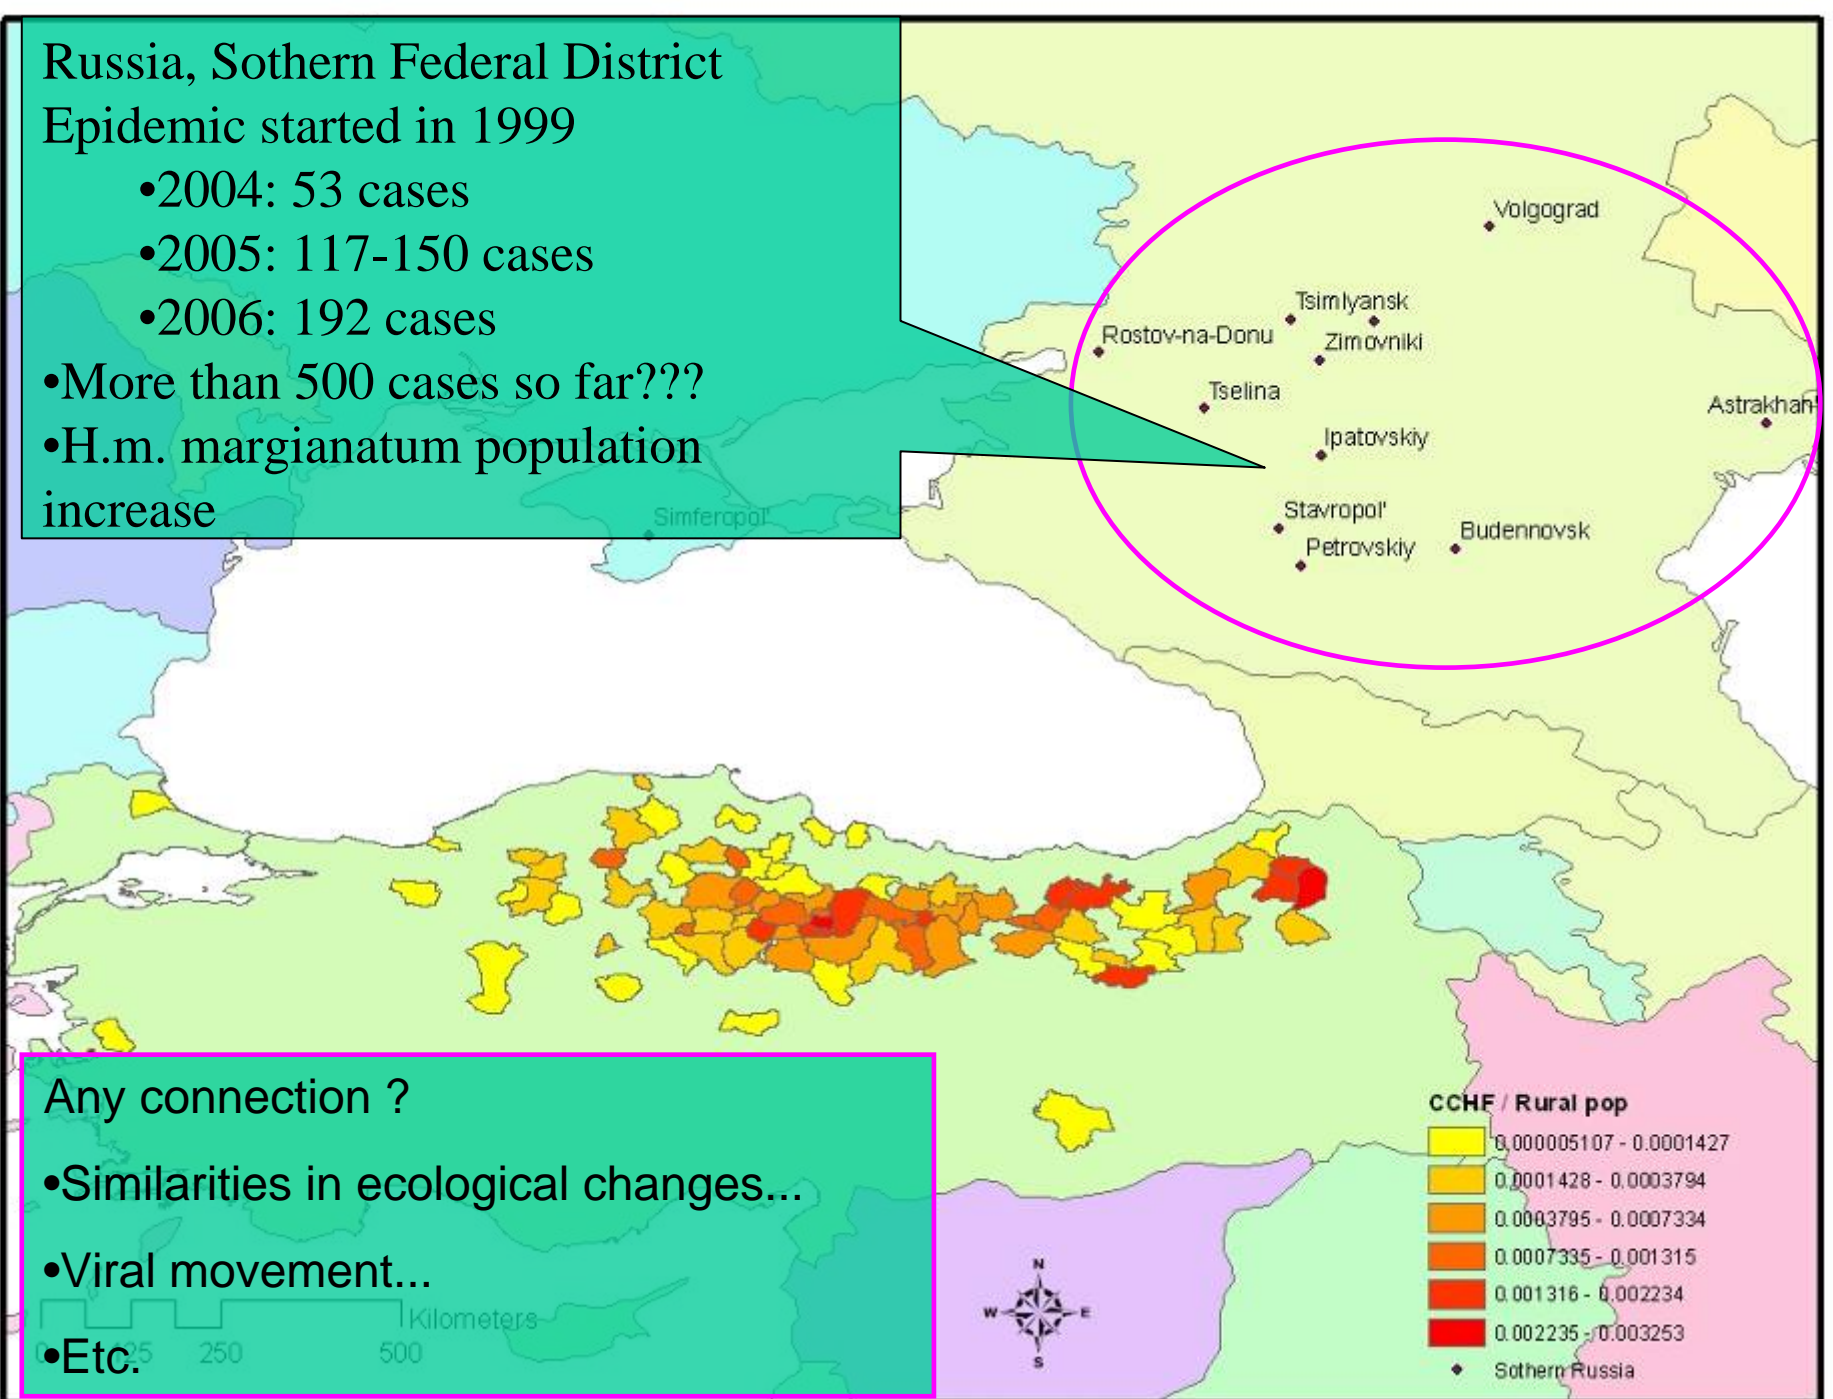 Russia, Sothern Federal District
Epidemic started in 1999
•2004: 53 cases
•2005: 117-150 cases
•2006: 192 cases
•More than 500 cases so far???
•H.m. margianatum population
increase
Volgograd
Tsimlyansk
Rostov-na-Donu
Zimovniki
Tselina
Astrakhan'
Ipatovskiy
Stavropol'
Simferopol'
Budennovsk
Petrovskiy
Any connection ?
•Similarities in ecological changes...
•Viral movement...
•Etc.
Kilometers
0 125 250 500
N
W E
S
CCHF / Rural pop
0.000005107 - 0.0001427
0.0001428 - 0.0003794
0.0003795 - 0.0007334
0.0007335 - 0.001315
0.001316 - 0.002234
0.002235 - 0.003253
Sothern Russia